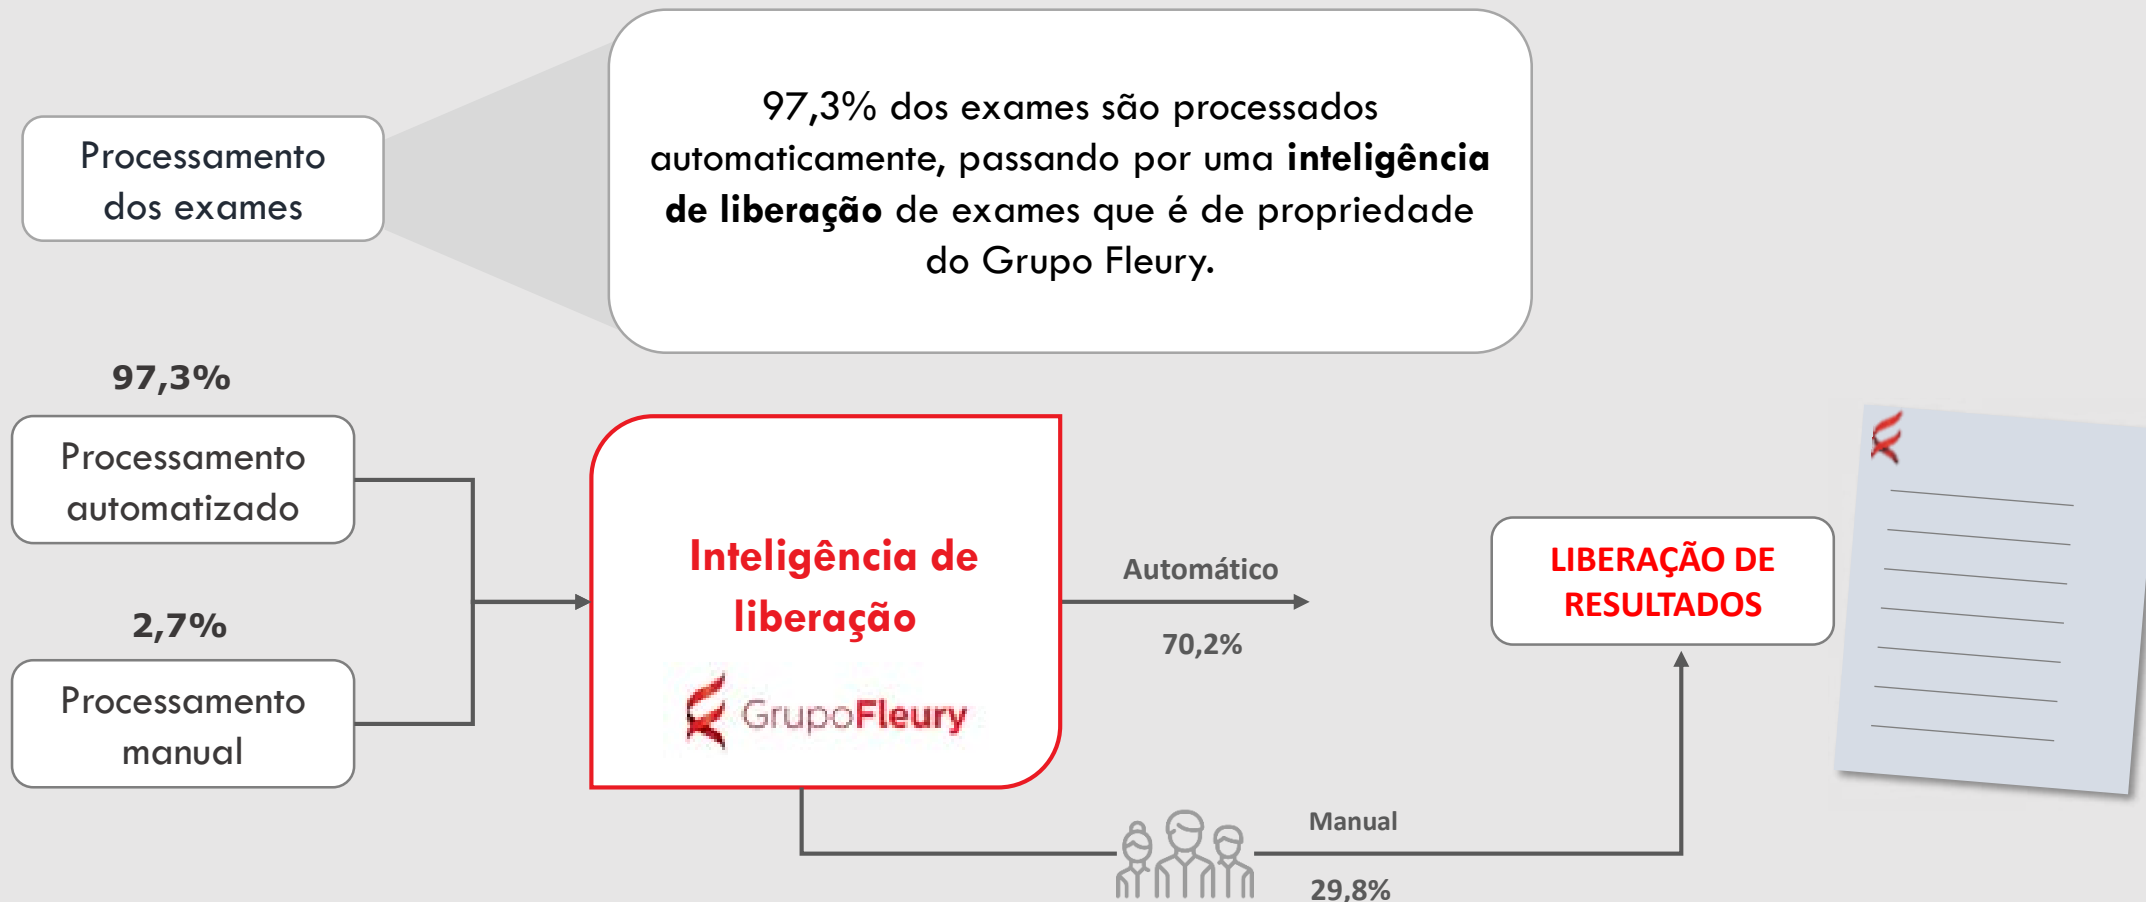 Processamento
dos exames
97,3% dos exames são processados
automaticamente, passando por uma inteligência
de liberação de exames que é de propriedade
do Grupo Fleury.
97,3%
Processamento
automatizado
2,7%
Processamento
manual
Inteligência de
liberação
GrupoFleury
Automático
70,2%
LIBERAÇÃO DE
RESULTADOS
Manual
29,8%